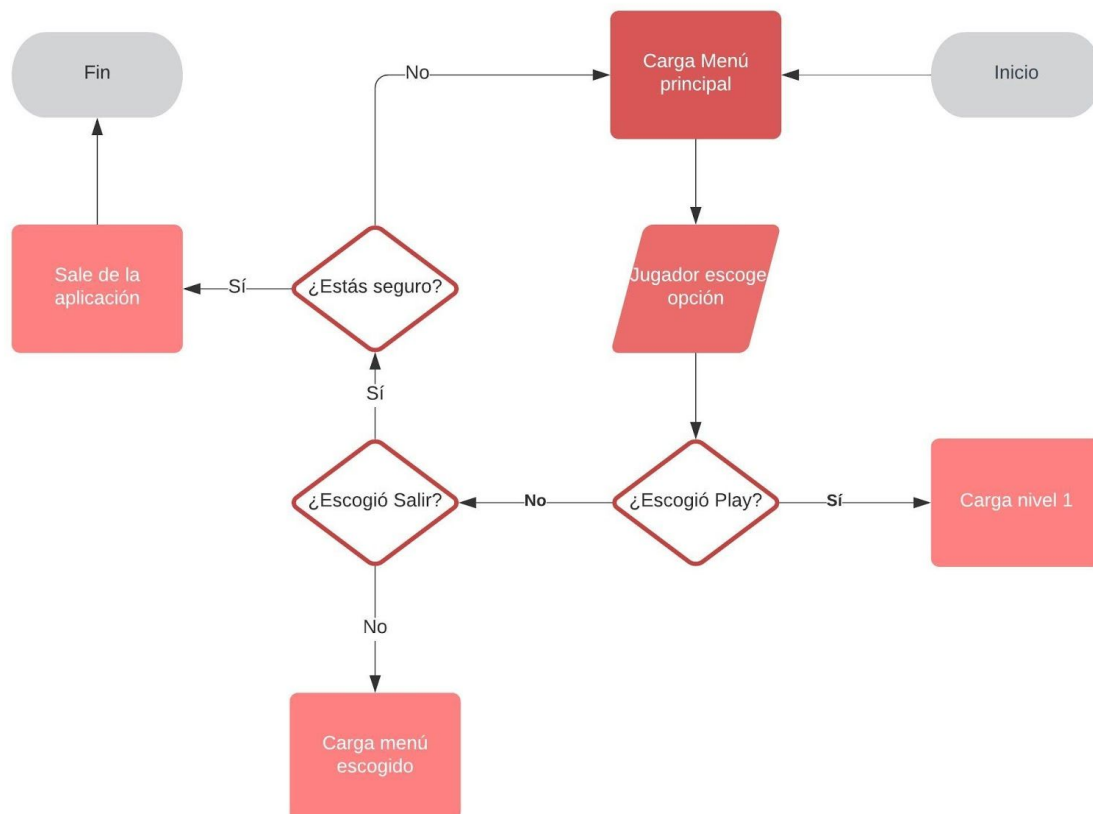 Fin
No
Carga Menú
principal
Inicio
Sale de la
aplicación
Sí
¿Estás seguro?
Jugador escoge
opción
Sí
¿Escogió Salir?
No
¿Escogió Play?
Sí
Carga nivel 1
No
Carga menú
escogido